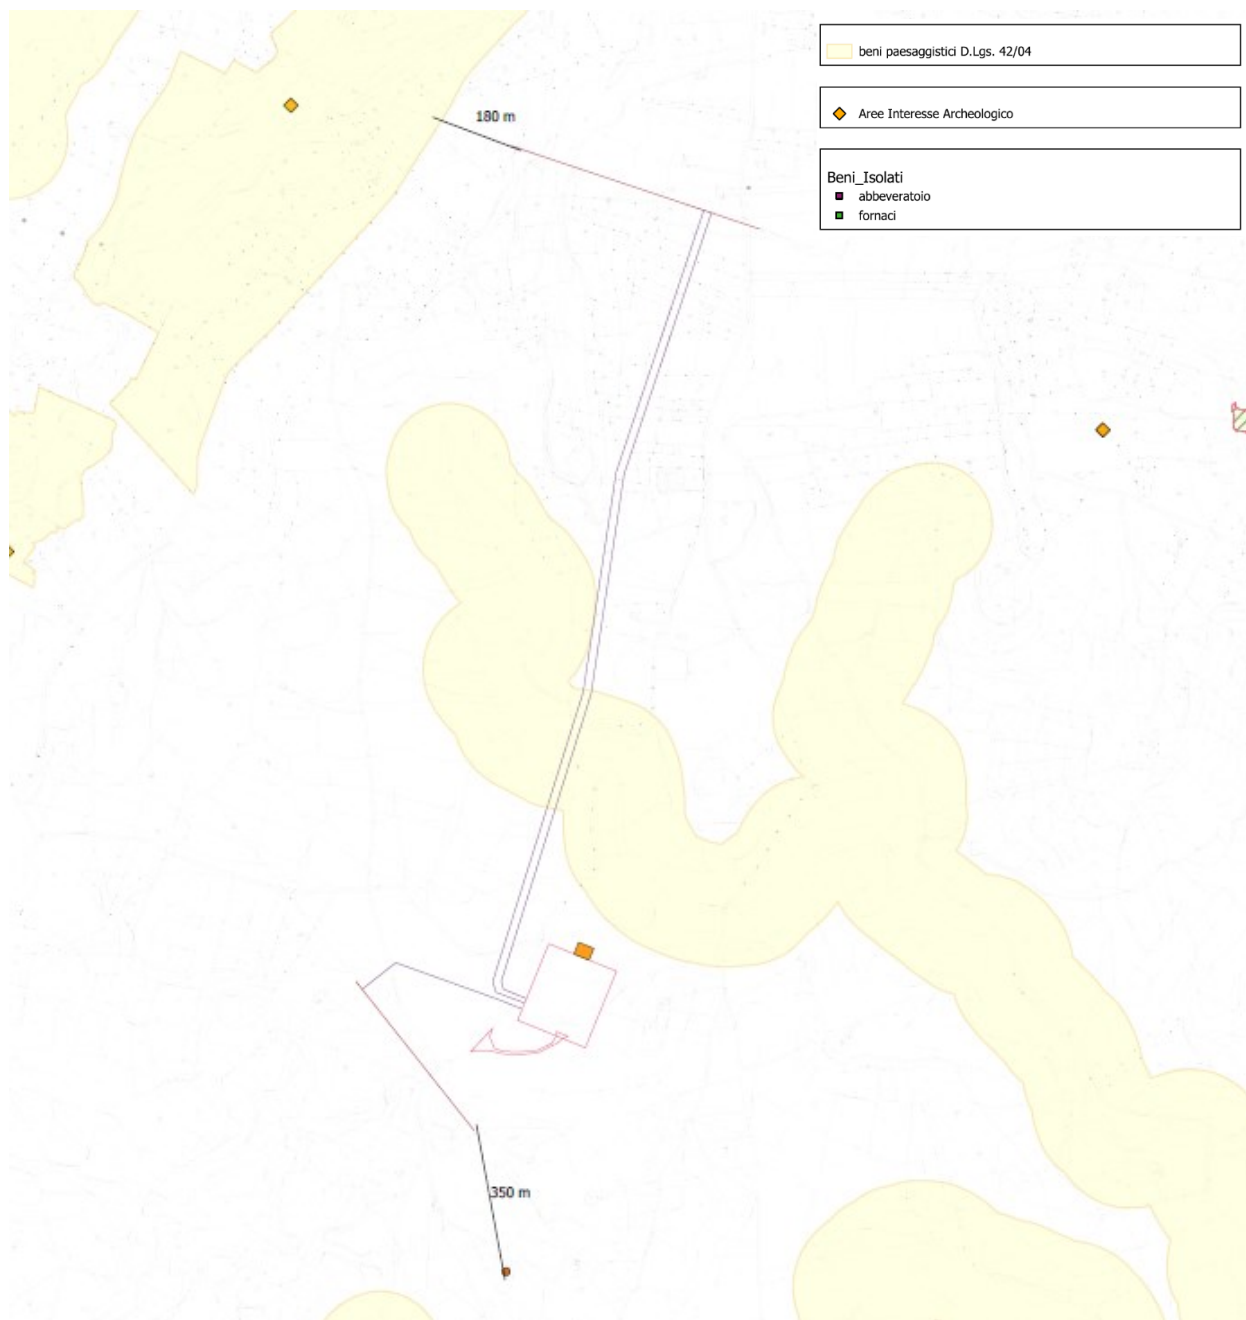 beni paesaggistici D.Lgs. 42/04
180 m
Aree Interesse Archeologico
Beni_Isolati
abbeveratoio
fornaci
350 m